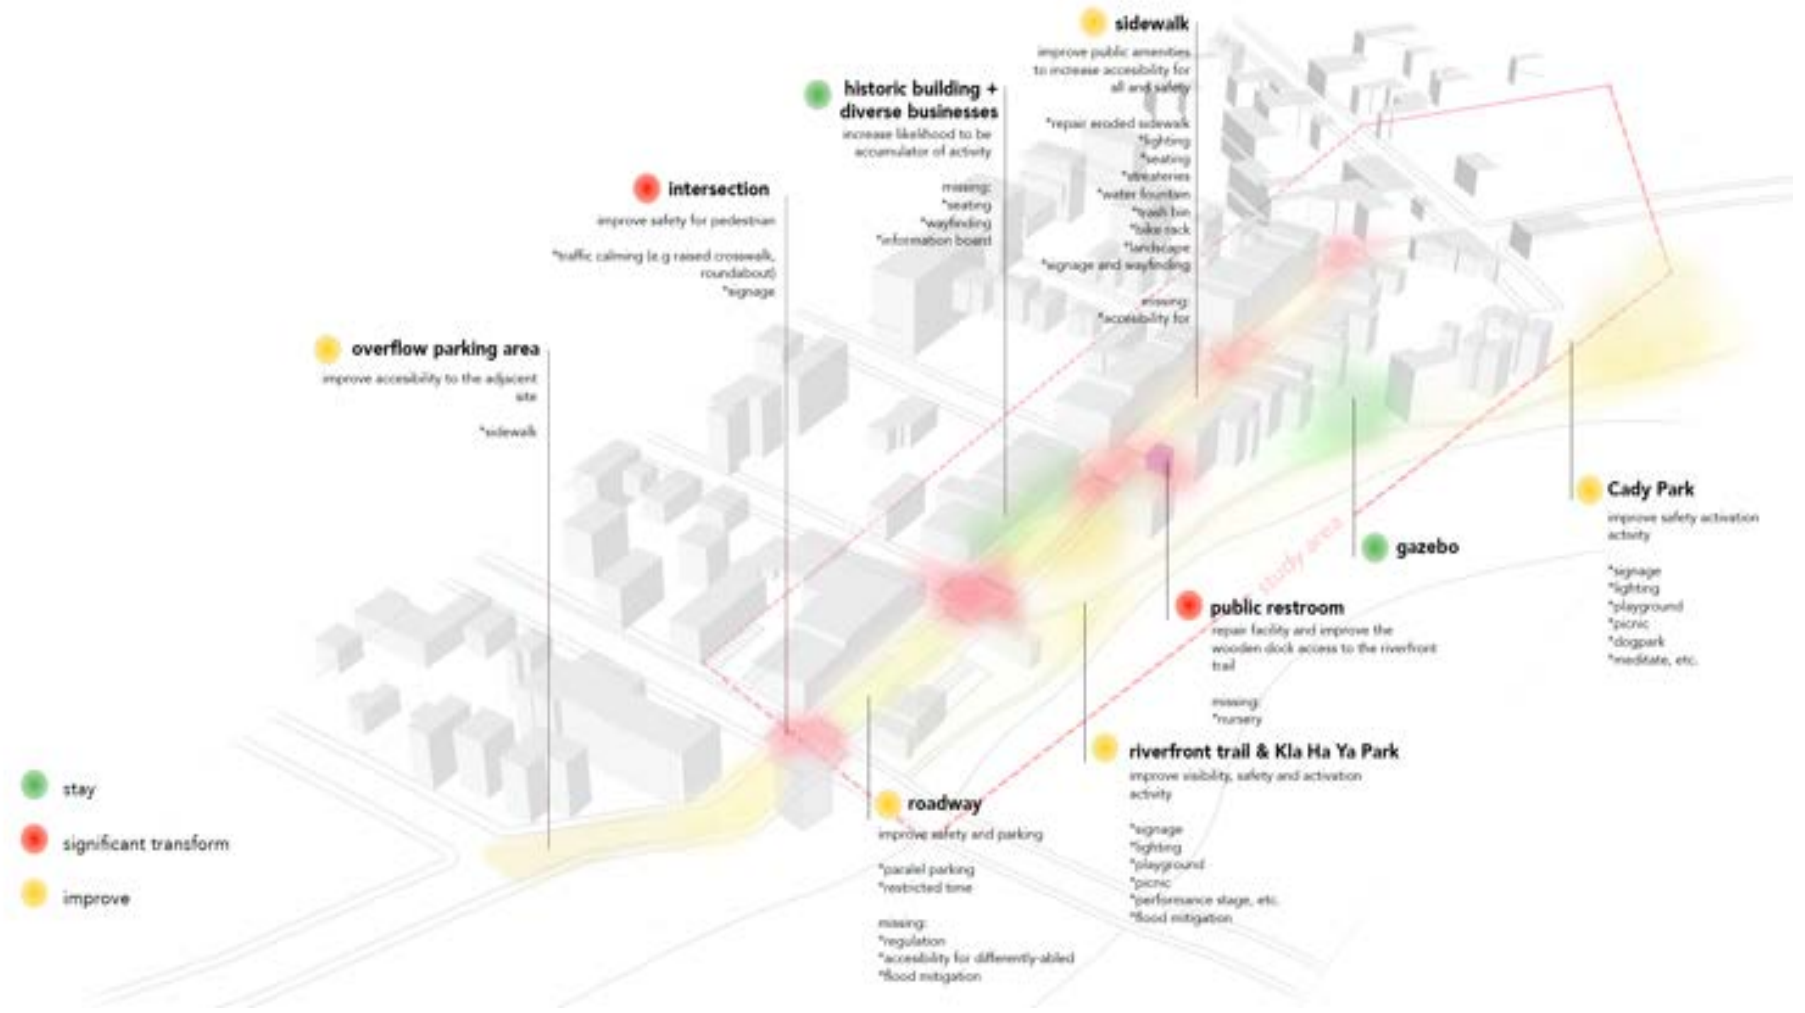 sidewalk
improve public amenities
to increase accesibility for
all and safety
*repair eroded sidewalk
*lighting
*seating
*streateries
*water fountain
*trash bin
*bike rack
*landscape
*signage and wayfinding
missing:
*accesibility for
historic building +
diverse businesses
increase likelihood to be
accumulator of activity
missing:
*seating
*wayfinding
*information board
intersection
improve safety for pedestrian
*traffic calming (e.g raised crosswalk,
roundabout)
*signage
overflow parking area
improve accesibility to the adjacent
site
*sidewalk
Cady Park
improve safety activation
activity
*signage
*lighting
*playground
*picnic
*dogpark
*meditate, etc.
gazebo
study area
public restroom
repair facility and improve the
wooden dock access to the riverfront
trail
missing:
*nursery
riverfront trail & Kla Ha Ya Park
improve visibility, safety and activation
activity
*signage
*lighting
*playground
*picnic
*performance stage, etc.
*flood mitigation
roadway
improve safety and parking
*paralel parking
*restricted time
missing:
*regulation
*accesibility for differently-abled
*flood mitigation
stay
significant transform
improve